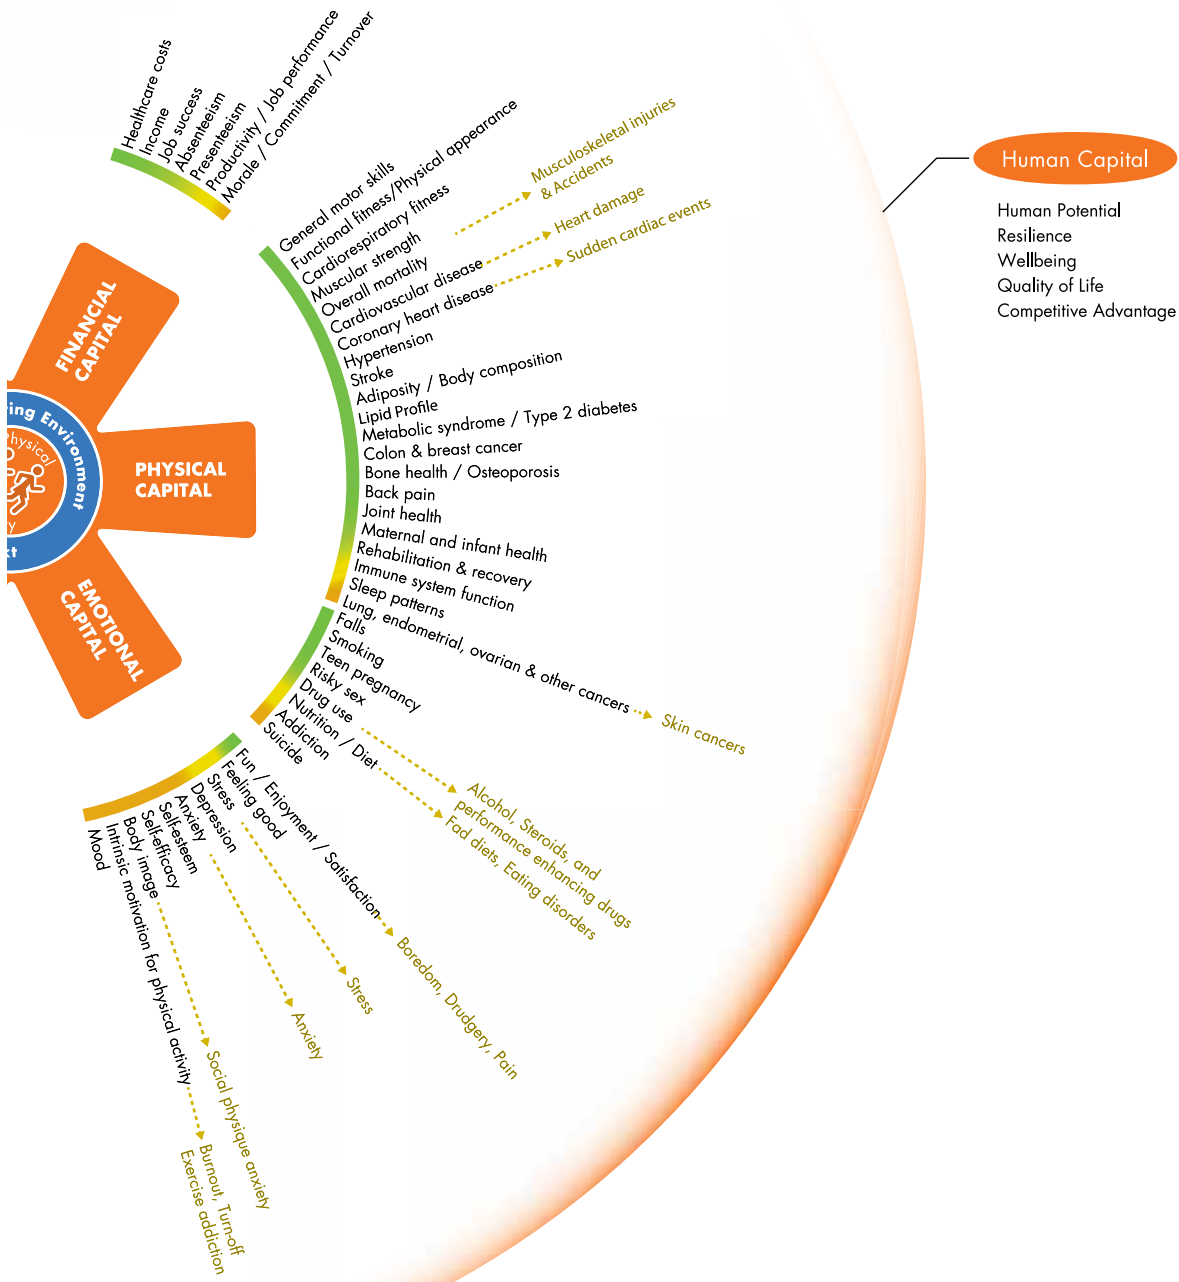 Healthcare costs
Income
Job success
Absenteeism
Presenteeism
Productivity / Job performance
Morale / Commitment / Turnover
General motor skills
Functional fitness/Physical appearance
Cardiorespiratory fitness
Muscular strength
Musculoskeletal injuries
& Accidents
Overall mortality
Cardiovascular disease
Heart damage
Coronary heart disease
Sudden cardiac events
Hypertension
Stroke
Adiposity / Body composition
Lipid Profile
Metabolic syndrome / Type 2 diabetes
Colon & breast cancer
Bone health / Osteoporosis
Back pain
Joint health
Maternal and infant health
Rehabilitation & recovery
Immune system function
Sleep patterns
Lung, endometrial, ovarian & other cancers
Skin cancers
Falls
Smoking
Teen pregnancy
Risky sex
Drug use
Alcohol, Steroids, and
performance enhancing drugs
Nutrition / Diet
Fad diets, Eating disorders
Addiction
Suicide
Fun / Enjoyment / Satisfaction
Boredom, Drudgery, Pain
Feeling good
Stress
Stress
Depression
Anxiety
Anxiety
Self-esteem
Self-efficacy
Body image
Social physique anxiety
Intrinsic motivation for physical activity
Burnout, Turn-off
Exercise addiction
Mood
FINANCIAL
CAPITAL
PHYSICAL
CAPITAL
EMOTIONAL
CAPITAL
ring Environment
Physical
y
xt
Human Capital
Human Potential
Resilience
Wellbeing
Quality of Life
Competitive Advantage